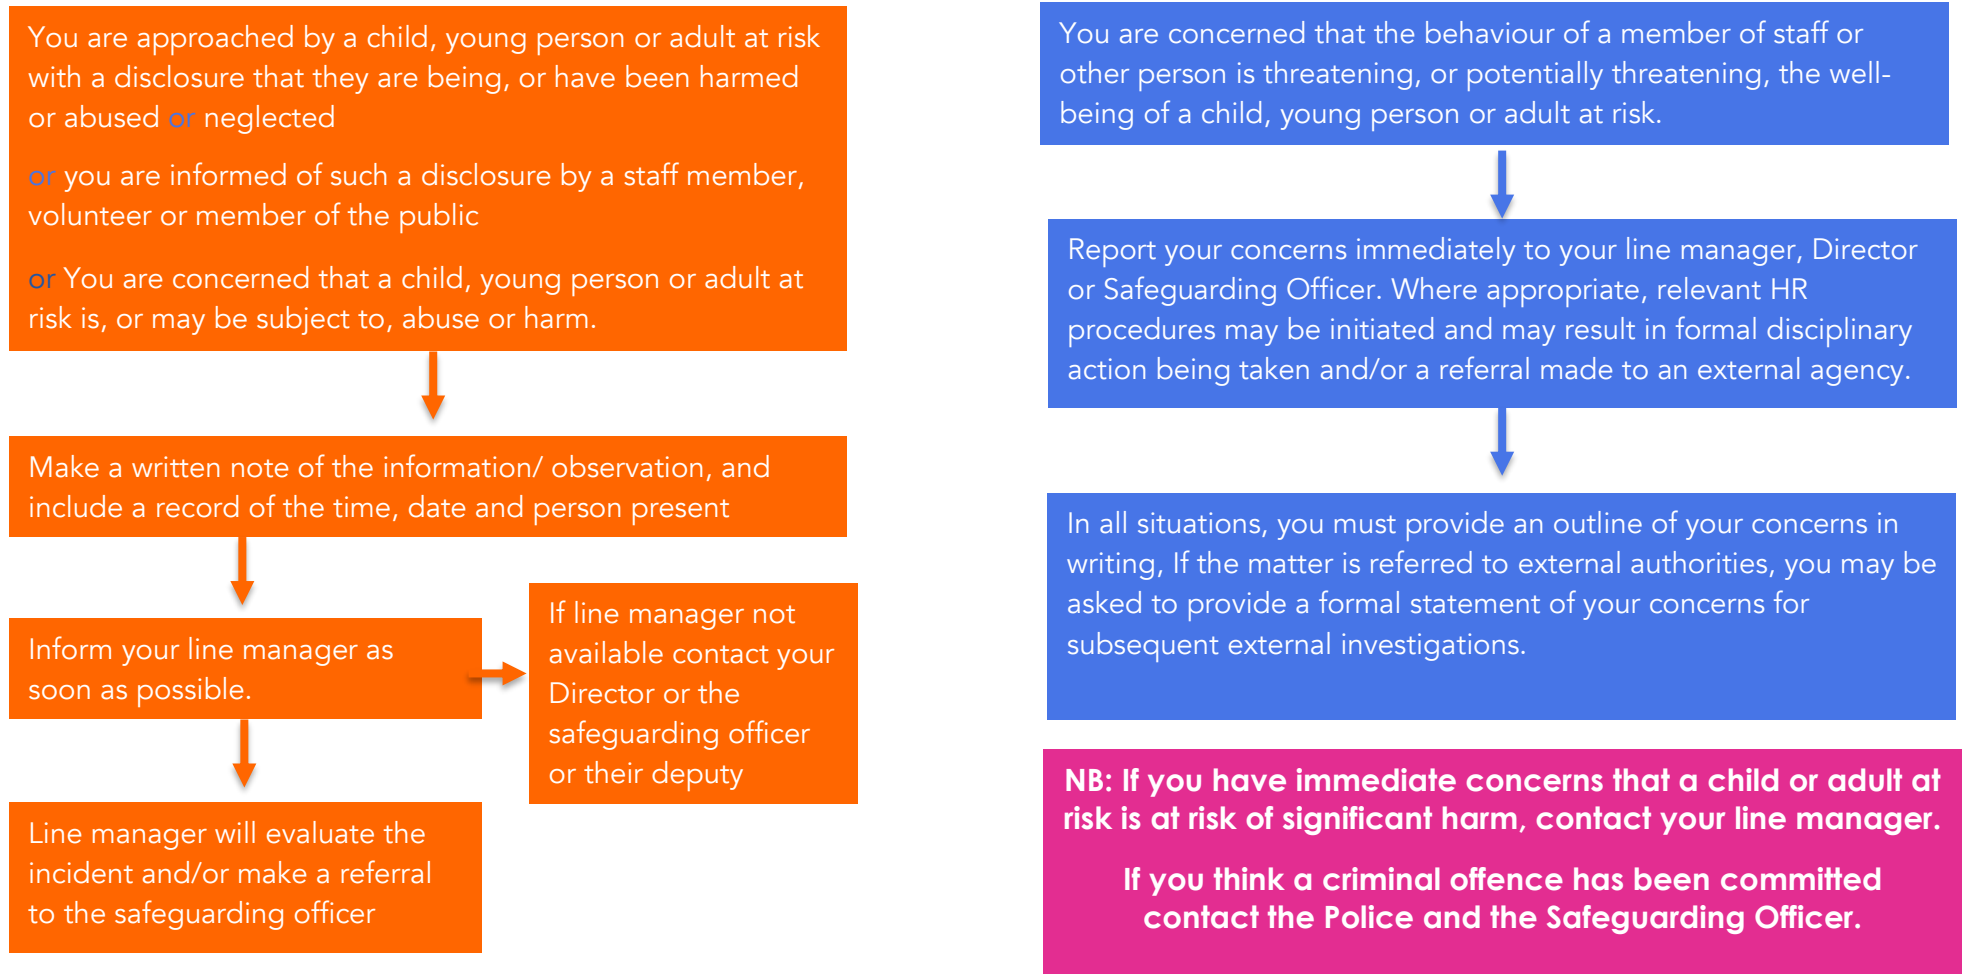 You are approached by a child, young person or adult at risk
with a disclosure that they are being, or have been harmed
or abused or neglected
or you are informed of such a disclosure by a staff member,
volunteer or member of the public
or You are concerned that a child, young person or adult at
risk is, or may be subject to, abuse or harm.
Make a written note of the information/ observation, and
include a record of the time, date and person present
Inform your line manager as
soon as possible.
If line manager not
available contact your
Director or the
safeguarding officer
or their deputy
Line manager will evaluate the
incident and/or make a referral
to the safeguarding officer
You are concerned that the behaviour of a member of staff or
other person is threatening, or potentially threatening, the well-
being of a child, young person or adult at risk.
Report your concerns immediately to your line manager, Director
or Safeguarding Officer. Where appropriate, relevant HR
procedures may be initiated and may result in formal disciplinary
action being taken and/or a referral made to an external agency.
In all situations, you must provide an outline of your concerns in
writing, If the matter is referred to external authorities, you may be
asked to provide a formal statement of your concerns for
subsequent external investigations.
NB: If you have immediate concerns that a child or adult at
risk is at risk of significant harm, contact your line manager.
If you think a criminal offence has been committed
contact the Police and the Safeguarding Officer.